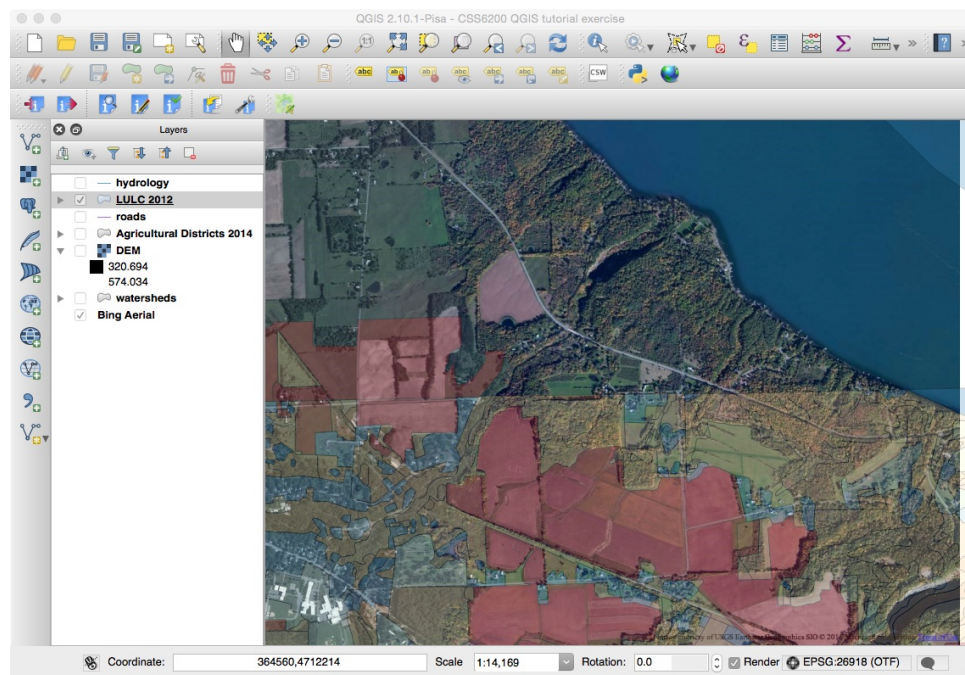 QGIS 2.10.1-Pisa - CSS6200 QGIS tutorial exercise
abc
CSW
Layers
hydrology
LULC 2012
roads
Agricultural Districts 2014
DEM
320.694
574.034
watersheds
Bing Aerial
Coordinate: 364560,4712214 Scale 1:14,169 Rotation: 0.0 Render EPSG:26918 (OTF)